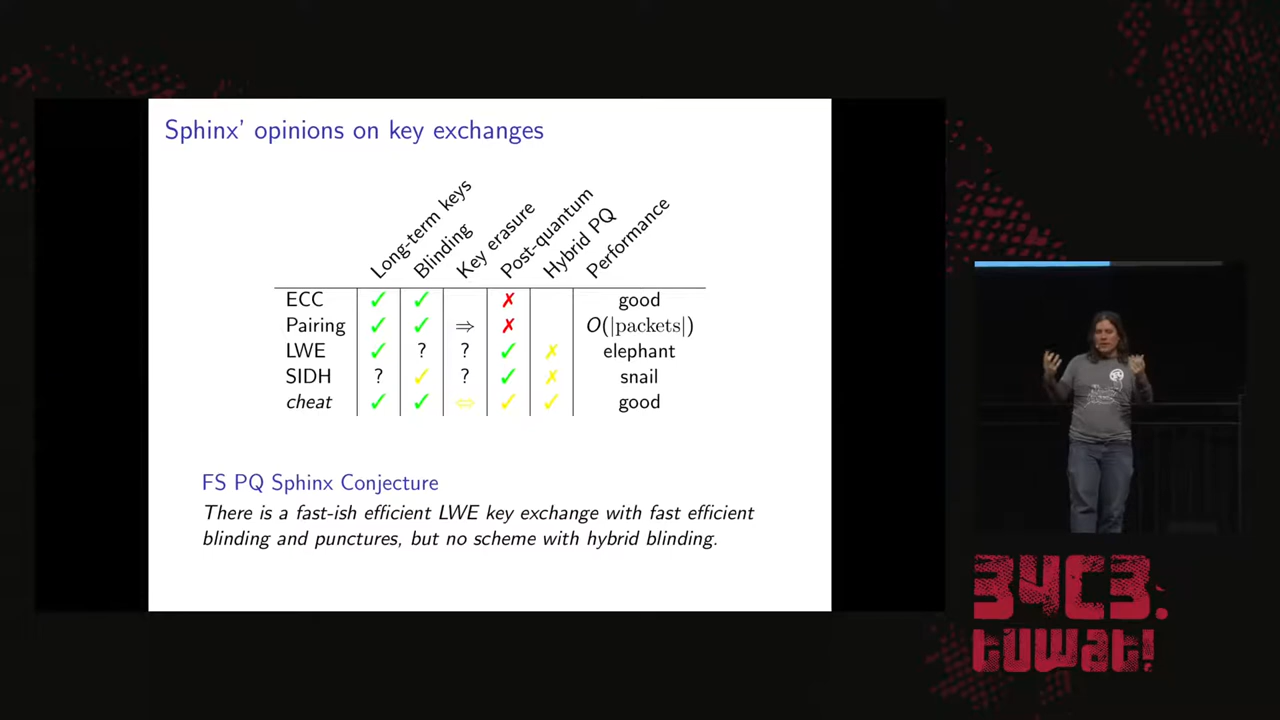 Sphinx' opinions on key exchanges
Long-term keys
Blinding
Key erasure
Post-quantum
Hybrid PQ
Performance
ECC ✓ ✓ ✗ good
Pairing ✓ ✓ ⇒ ✗ O(|packets|)
LWE ✓ ? ? ✓ ✗ elephant
SIDH ? ✓ ? ✓ ✗ snail
cheat ✓ ✓ ⇔ ✓ ✓ good
FS PQ Sphinx Conjecture
There is a fast-ish efficient LWE key exchange with fast efficient
blinding and punctures, but no scheme with hybrid blinding.
34C3.
tuwat!